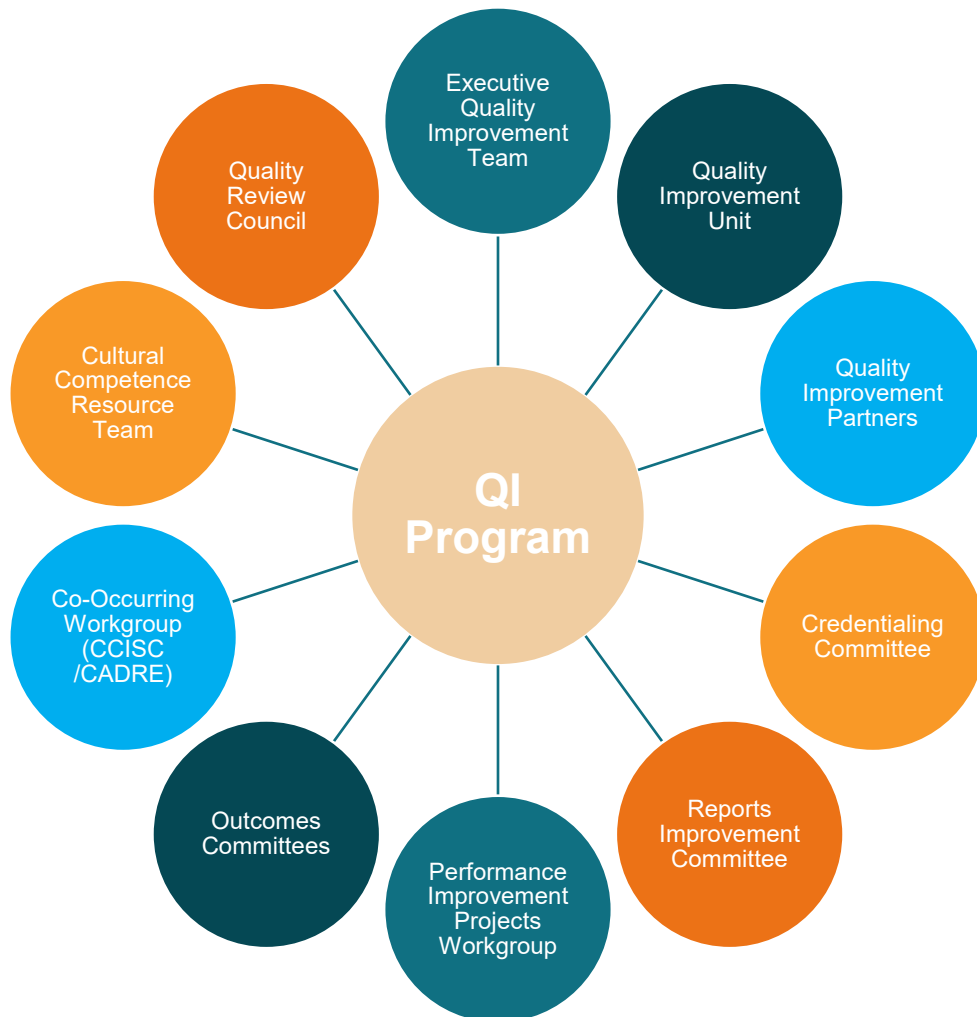 Executive
Quality
Improvement
Team
Quality
Improvement
Unit
Quality
Improvement
Partners
Credentialing
Committee
Reports
Improvement
Committee
Performance
Improvement
Projects
Workgroup
Outcomes
Committees
Co-Occurring
Workgroup
(CCISC
/CADRE)
Cultural
Competence
Resource
Team
Quality
Review
Council
QI
Program